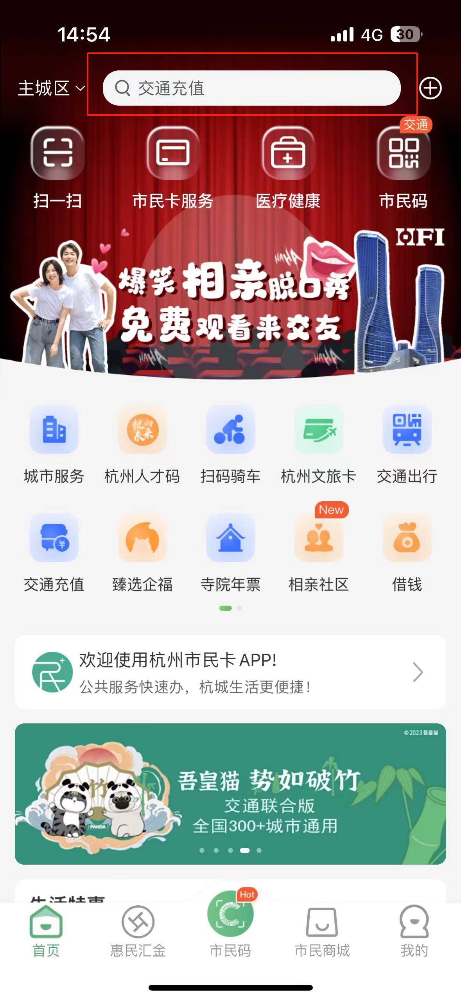 14:54
4G
30
主城区
交通充值
交通
扫一扫
市民卡服务
医疗健康
市民码
HFI
HAHA
爆笑相亲脱口秀
免费观看来交友
HAHA
HAHA
杭向
未来
城市服务
杭州人才码
扫码骑车
杭州文旅卡
交通出行
New
交通充值
臻选企福
寺院年票
相亲社区
借钱
欢迎使用杭州市民卡APP!
公共服务快速办，杭城生活更便捷!
©2023吾皇猫
竹
PANDA
吾皇猫 势如破竹
交通联合版
全国300+城市通用
生活特惠
Hot
首页
惠民汇金
市民码
市民商城
我的